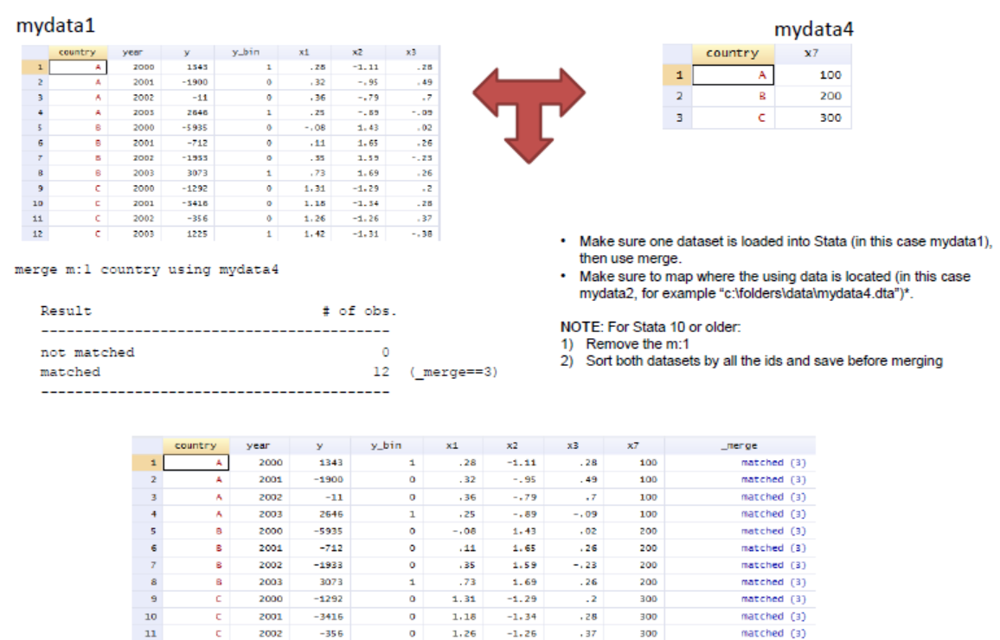 mydata1
country year y y_bin x1 x2 x3
1 A 2000 1343 1 .28 -1.11 .28
2 A 2001 -1900 0 .32 -.95 .49
3 A 2002 -11 0 .36 -.79 .7
4 A 2003 2646 1 .25 -.89 -.09
5 B 2000 -5935 0 -.08 1.43 .02
6 B 2001 -712 0 .11 1.65 .26
7 B 2002 -1933 0 .35 1.59 -.23
8 B 2003 3073 1 .73 1.69 .26
9 C 2000 -1292 0 1.31 -1.29 .2
10 C 2001 -3416 0 1.18 -1.34 .28
11 C 2002 -356 0 1.26 -1.26 .37
12 C 2003 1225 1 1.42 -1.31 -.38
mydata4
country x7
1 A 100
2 B 200
3 C 300
merge m:1 country using mydata4
Result # of obs.
-----------------------------------------
not matched 0
matched 12 (_merge==3)
-----------------------------------------
• Make sure one dataset is loaded into Stata (in this case mydata1),
then use merge.
• Make sure to map where the using data is located (in this case
mydata2, for example “c:\folders\data\mydata4.dta”)*.
NOTE: For Stata 10 or older:
1) Remove the m:1
2) Sort both datasets by all the ids and save before merging
country year y y_bin x1 x2 x3 x7 _merge
1 A 2000 1343 1 .28 -1.11 .28 100 matched (3)
2 A 2001 -1900 0 .32 -.95 .49 100 matched (3)
3 A 2002 -11 0 .36 -.79 .7 100 matched (3)
4 A 2003 2646 1 .25 -.89 -.09 100 matched (3)
5 B 2000 -5935 0 -.08 1.43 .02 200 matched (3)
6 B 2001 -712 0 .11 1.65 .26 200 matched (3)
7 B 2002 -1933 0 .35 1.59 -.23 200 matched (3)
8 B 2003 3073 1 .73 1.69 .26 200 matched (3)
9 C 2000 -1292 0 1.31 -1.29 .2 300 matched (3)
10 C 2001 -3416 0 1.18 -1.34 .28 300 matched (3)
11 C 2002 -356 0 1.26 -1.26 .37 300 matched (3)